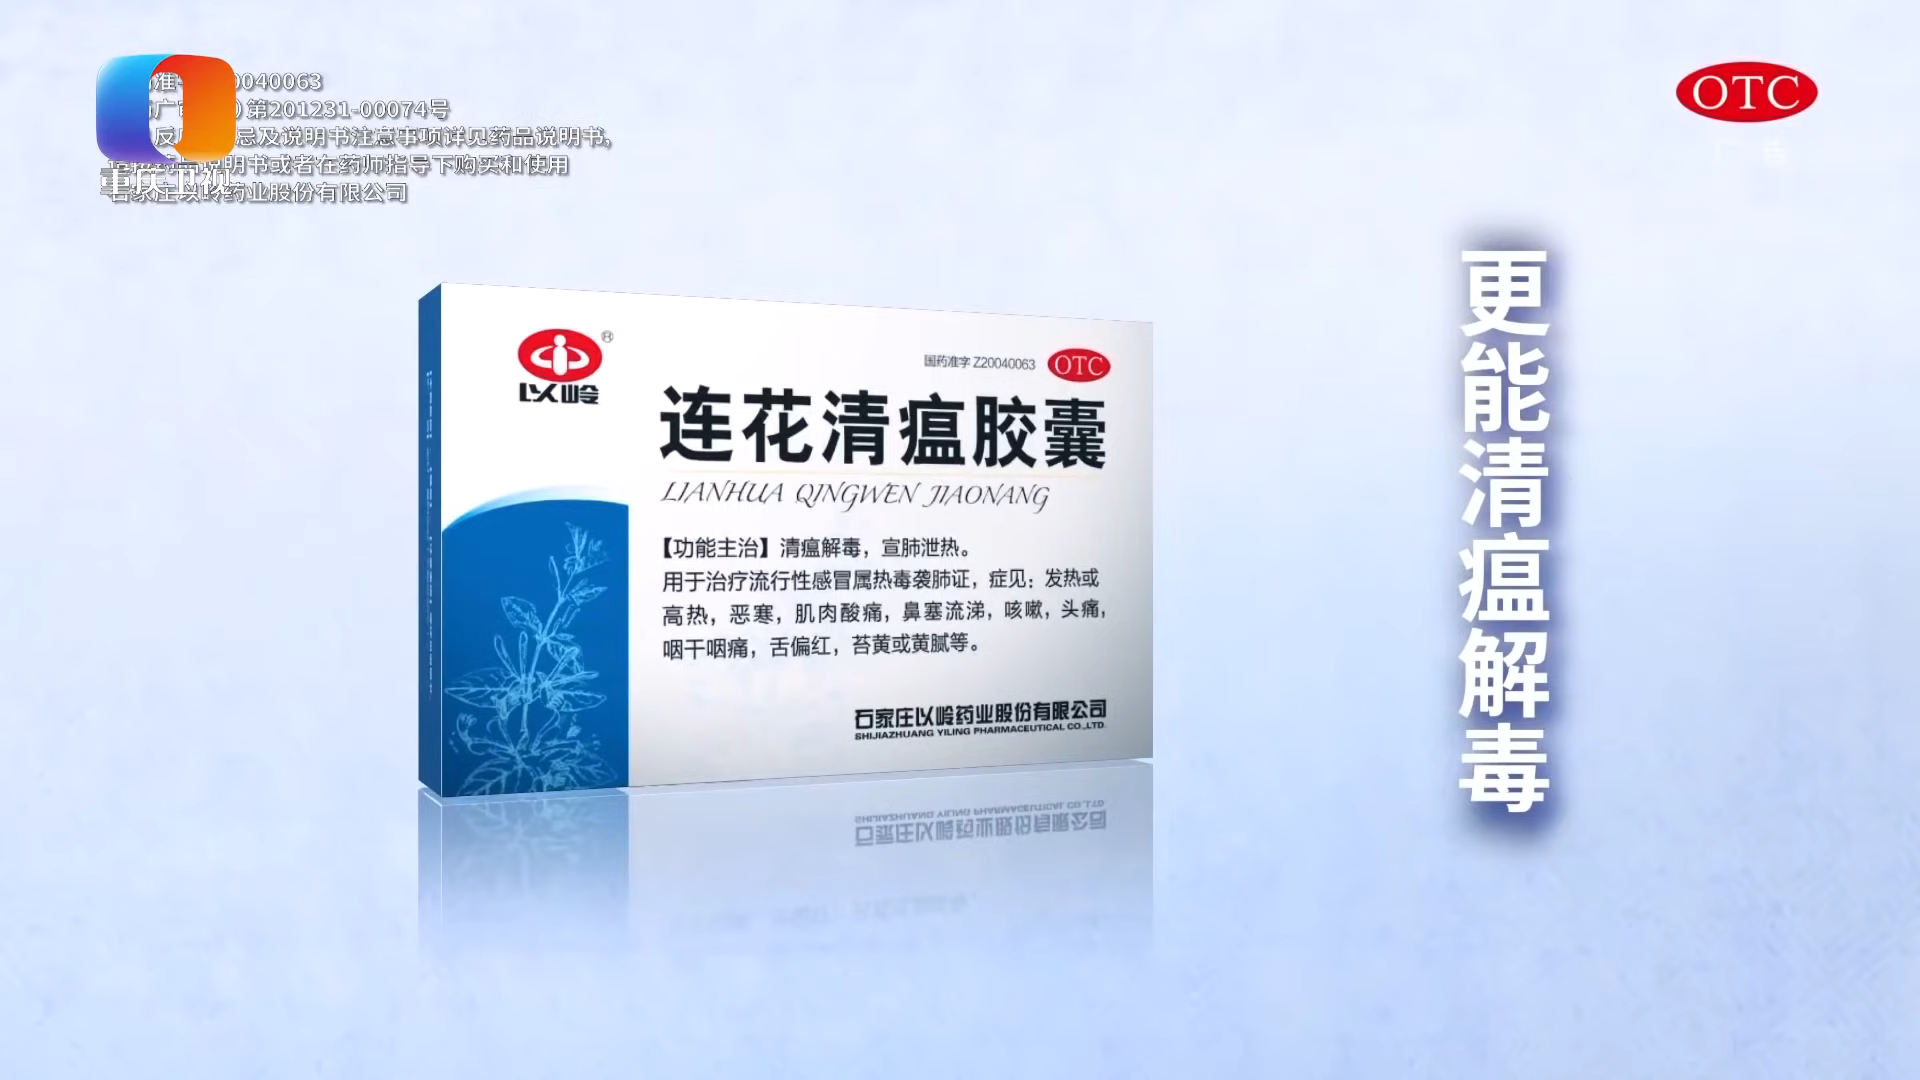 0040063
第201231-00074号
忌及说明书注意事项详见药品说明书,
说明书或者在药师指导下购买和使用
药业股份有限公司
重庆卫视
OTC
广告
更能清瘟解毒
以岭
国药准字 Z20040063
OTC
连花清瘟胶囊
LIANHUA QINGWEN JIAONANG
【功能主治】清瘟解毒，宣肺泄热。
用于治疗流行性感冒属热毒袭肺证，症见：发热或
高热，恶寒，肌肉酸痛，鼻塞流涕，咳嗽，头痛，
咽干咽痛，舌偏红，苔黄或黄腻等。
石家庄以岭药业股份有限公司
SHIJIAZHUANG YILING PHARMACEUTICAL CO.,LTD.